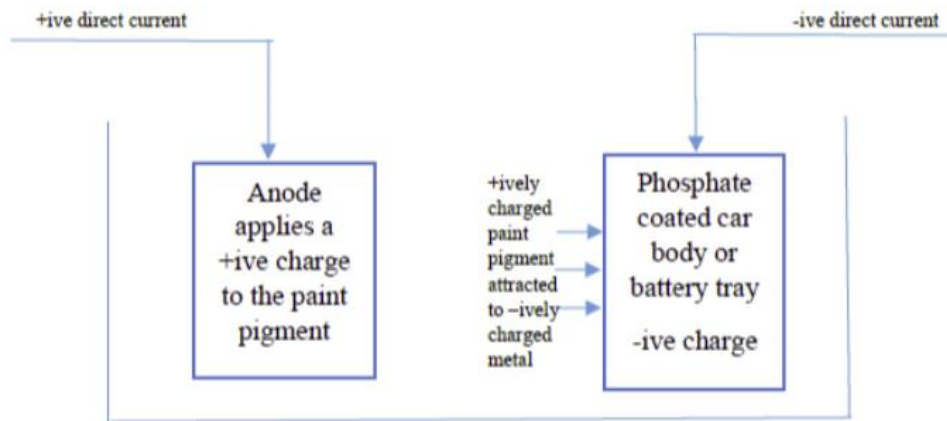 +ive direct current
-ive direct current
Anode
applies a
+ive charge
to the paint
pigment
+ively
charged
paint
pigment
attracted
to –ively
charged
metal
Phosphate
coated car
body or
battery tray
-ive charge